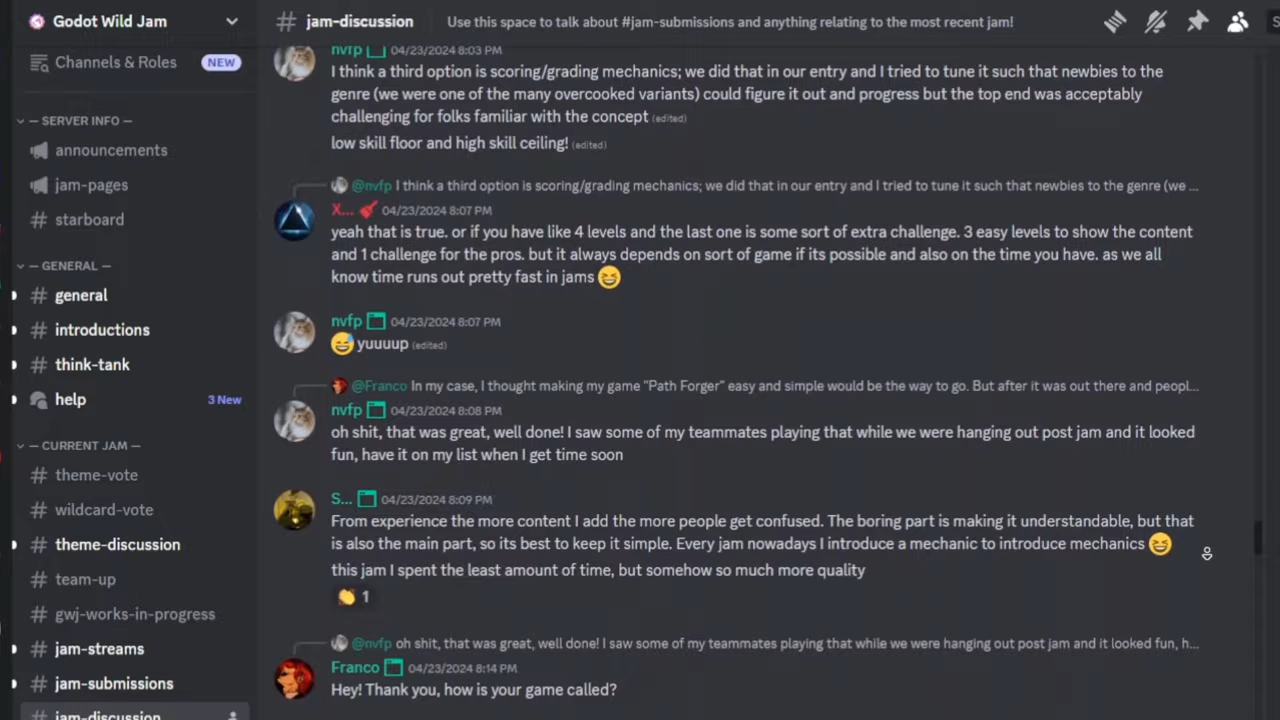 Godot Wild Jam
Channels & Roles
NEW
— SERVER INFO —
announcements
jam-pages
starboard
— GENERAL —
general
introductions
think-tank
help
3 New
— CURRENT JAM —
theme-vote
wildcard-vote
theme-discussion
team-up
gwj-works-in-progress
jam-streams
jam-submissions
jam-discussion
jam-discussion
Use this space to talk about #jam-submissions and anything relating to the most recent jam!
nvfp 04/23/2024 8:03 PM
I think a third option is scoring/grading mechanics; we did that in our entry and I tried to tune it such that newbies to the
genre (we were one of the many overcooked variants) could figure it out and progress but the top end was acceptably
challenging for folks familiar with the concept (edited)
low skill floor and high skill ceiling! (edited)
@nvfp I think a third option is scoring/grading mechanics; we did that in our entry and I tried to tune it such that newbies to the genre (we ...
X... 04/23/2024 8:07 PM
yeah that is true. or if you have like 4 levels and the last one is some sort of extra challenge. 3 easy levels to show the content
and 1 challenge for the pros. but it always depends on sort of game if its possible and also on the time you have. as we all
know time runs out pretty fast in jams 😆
nvfp 04/23/2024 8:07 PM
😅 yuuuup (edited)
@Franco In my case, I thought making my game "Path Forger" easy and simple would be the way to go. But after it was out there and peopl...
nvfp 04/23/2024 8:08 PM
oh shit, that was great, well done! I saw some of my teammates playing that while we were hanging out post jam and it looked
fun, have it on my list when I get time soon
S... 04/23/2024 8:09 PM
From experience the more content I add the more people get confused. The boring part is making it understandable, but that
is also the main part, so its best to keep it simple. Every jam nowadays I introduce a mechanic to introduce mechanics 😆
this jam I spent the least amount of time, but somehow so much more quality
👏 1
@nvfp oh shit, that was great, well done! I saw some of my teammates playing that while we were hanging out post jam and it looked fun, h...
Franco 04/23/2024 8:14 PM
Hey! Thank you, how is your game called?